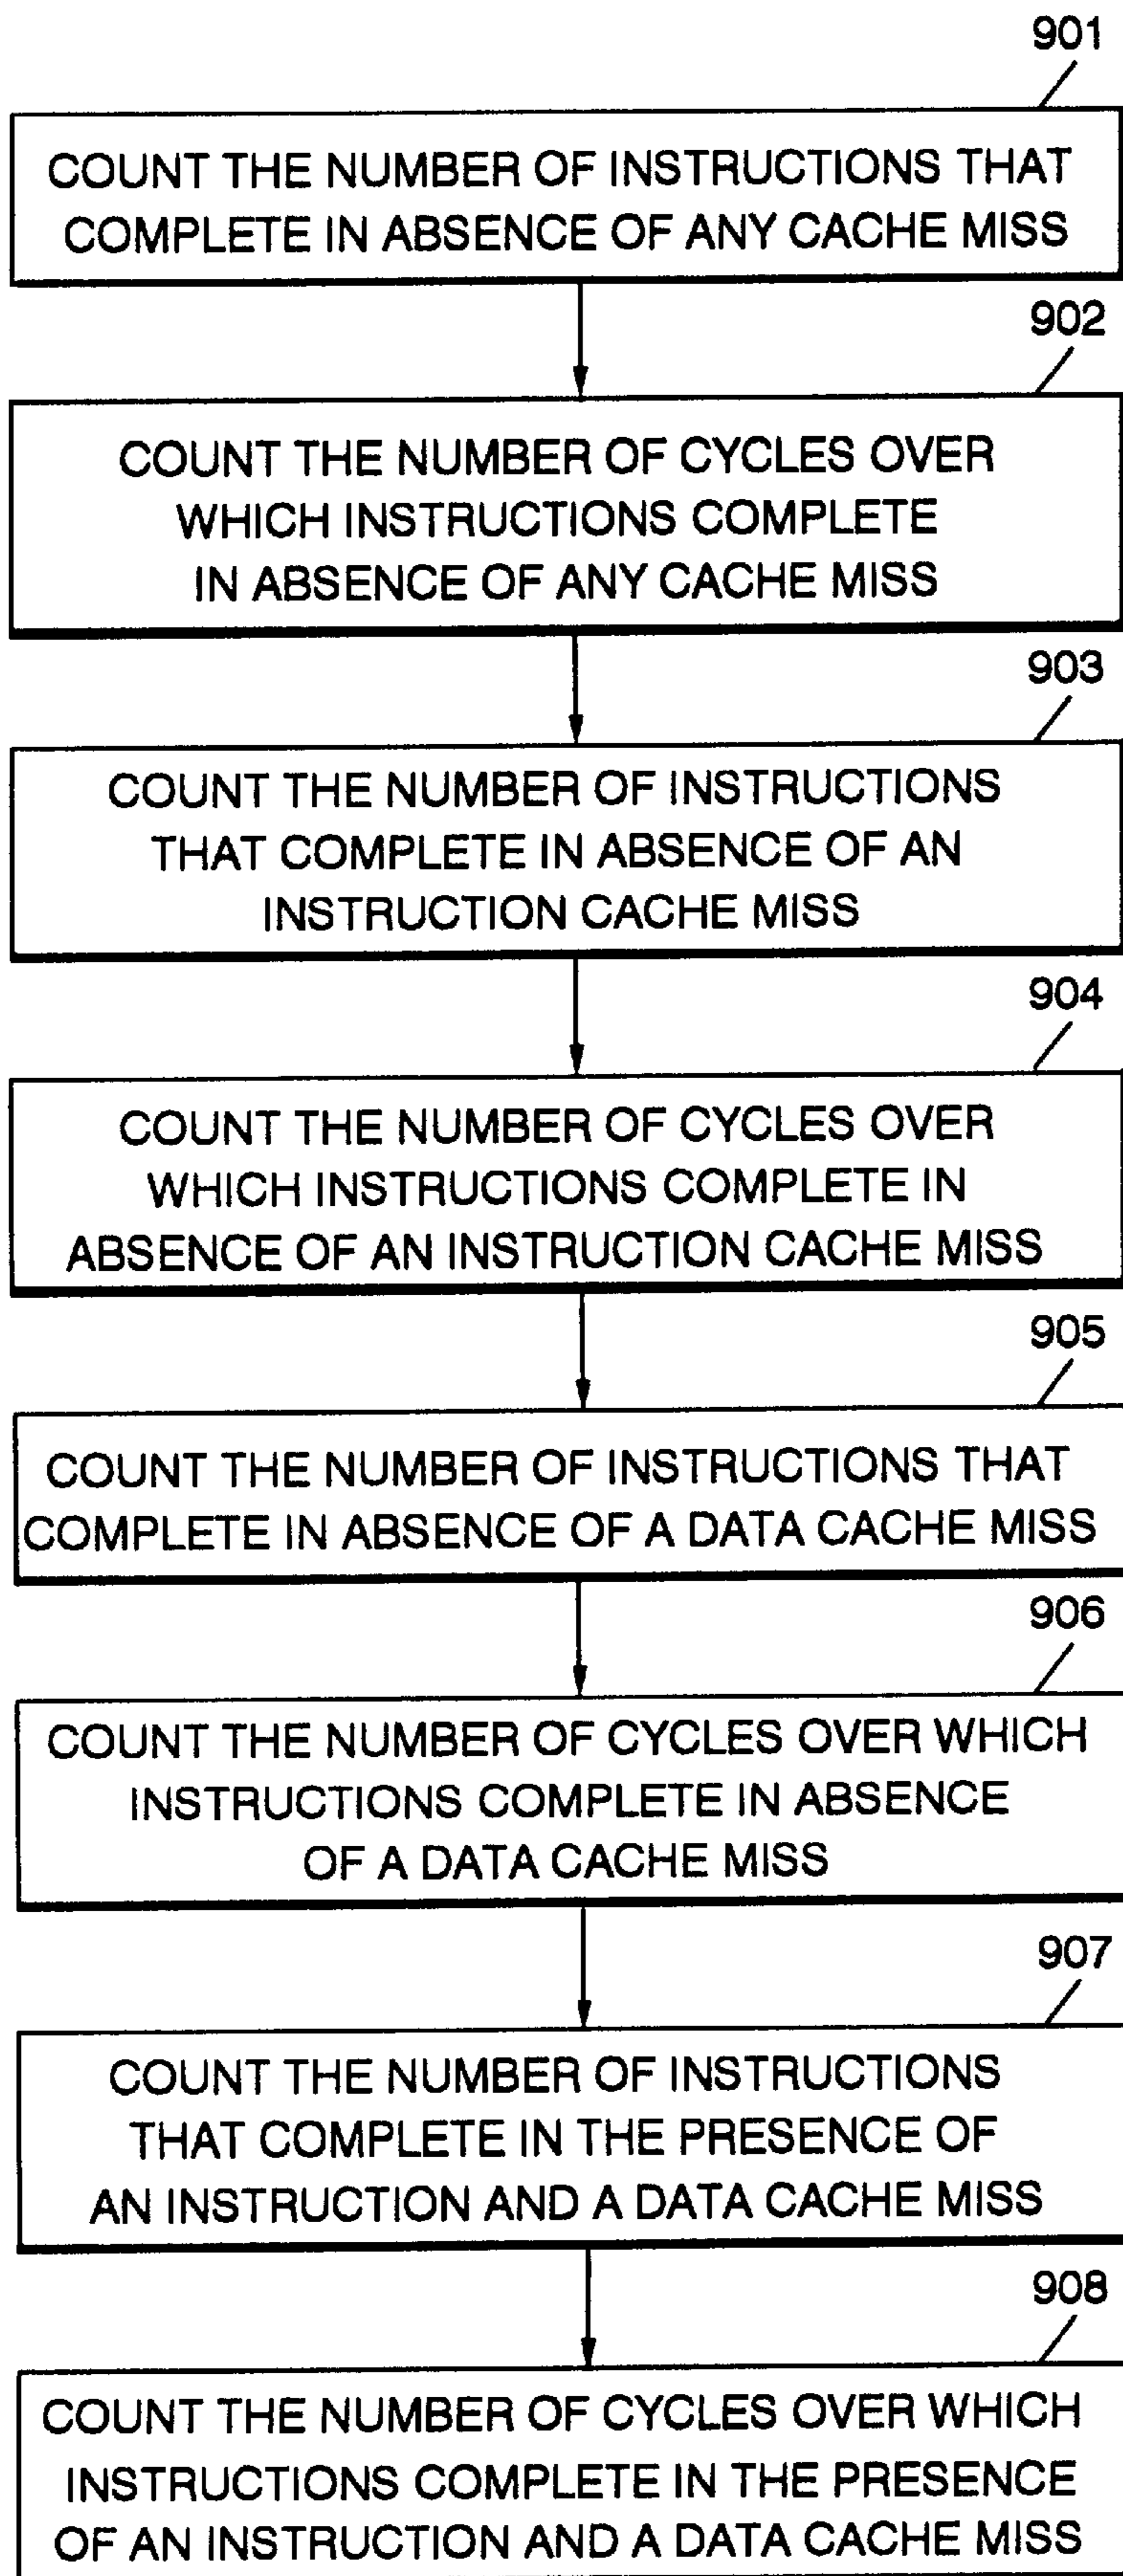 901
COUNT THE NUMBER OF INSTRUCTIONS THAT
COMPLETE IN ABSENCE OF ANY CACHE MISS
902
COUNT THE NUMBER OF CYCLES OVER
WHICH INSTRUCTIONS COMPLETE
IN ABSENCE OF ANY CACHE MISS
903
COUNT THE NUMBER OF INSTRUCTIONS
THAT COMPLETE IN ABSENCE OF AN
INSTRUCTION CACHE MISS
904
COUNT THE NUMBER OF CYCLES OVER
WHICH INSTRUCTIONS COMPLETE IN
ABSENCE OF AN INSTRUCTION CACHE MISS
905
COUNT THE NUMBER OF INSTRUCTIONS THAT
COMPLETE IN ABSENCE OF A DATA CACHE MISS
906
COUNT THE NUMBER OF CYCLES OVER WHICH
INSTRUCTIONS COMPLETE IN ABSENCE
OF A DATA CACHE MISS
907
COUNT THE NUMBER OF INSTRUCTIONS
THAT COMPLETE IN THE PRESENCE OF
AN INSTRUCTION AND A DATA CACHE MISS
908
COUNT THE NUMBER OF CYCLES OVER WHICH
INSTRUCTIONS COMPLETE IN THE PRESENCE
OF AN INSTRUCTION AND A DATA CACHE MISS